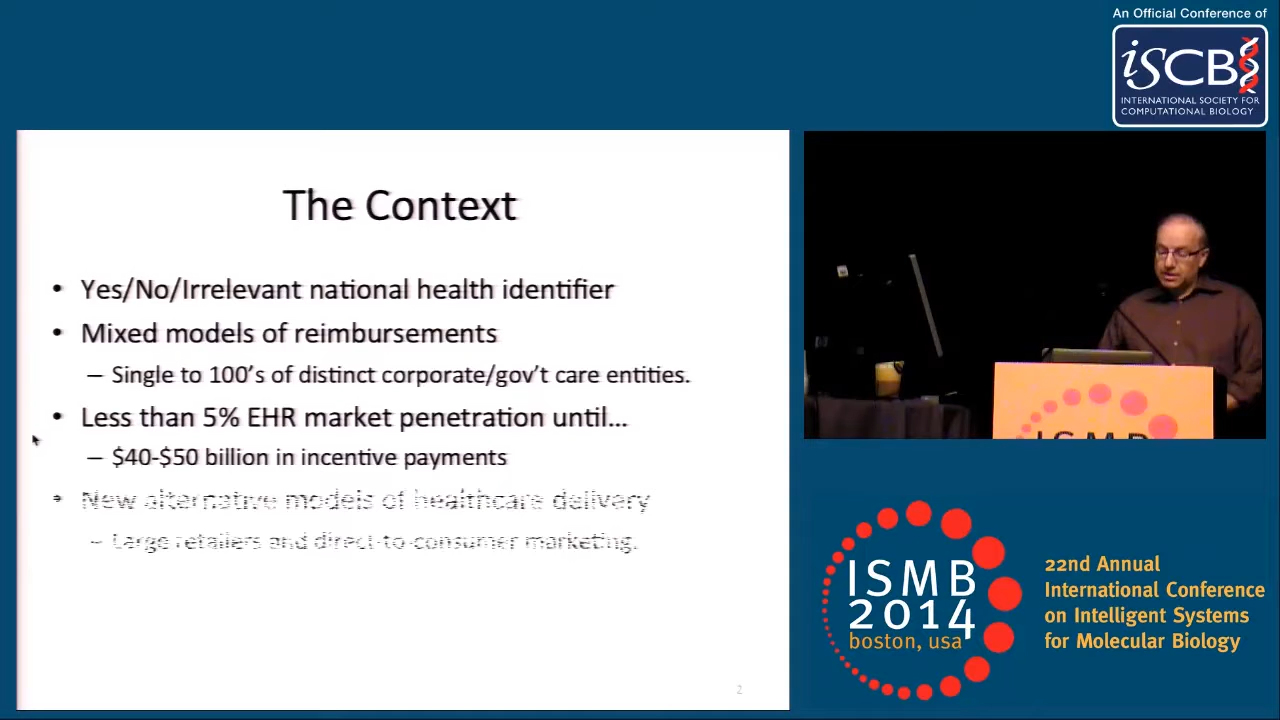 An Official Conference of
iSCB
INTERNATIONAL SOCIETY FOR
COMPUTATIONAL BIOLOGY
The Context
• Yes/No/Irrelevant national health identifier
• Mixed models of reimbursements
– Single to 100's of distinct corporate/gov't care entities.
• Less than 5% EHR market penetration until...
– $40-$50 billion in incentive payments
• New alternative models of healthcare delivery
– Large retailers and direct-to-consumer marketing.
2
ISMB
ISMB
2014
boston, usa
22nd Annual
International Conference
on Intelligent Systems
for Molecular Biology